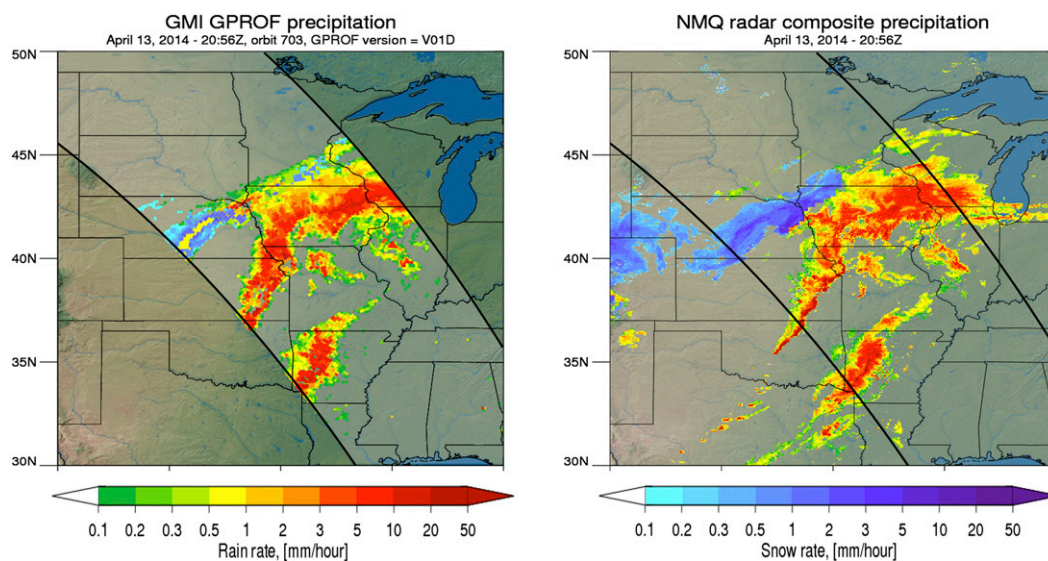 GMI GPROF precipitation
April 13, 2014 - 20:56Z, orbit 703, GPROF version = V01D
50N
45N
40N
35N
30N
0.1 0.2 0.3 0.5 1 2 3 5 10 20 50
Rain rate, [mm/hour]
NMQ radar composite precipitation
April 13, 2014 - 20:56Z
50N
45N
40N
35N
30N
0.1 0.2 0.3 0.5 1 2 3 5 10 20 50
Snow rate, [mm/hour]